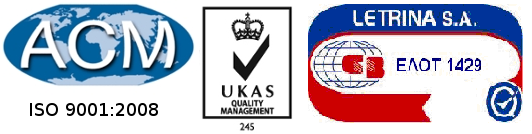 ACM
ISO 9001:2008
UKAS
QUALITY
MANAGEMENT
245
LETRINA S.A.
ΕΛΟΤ 1429